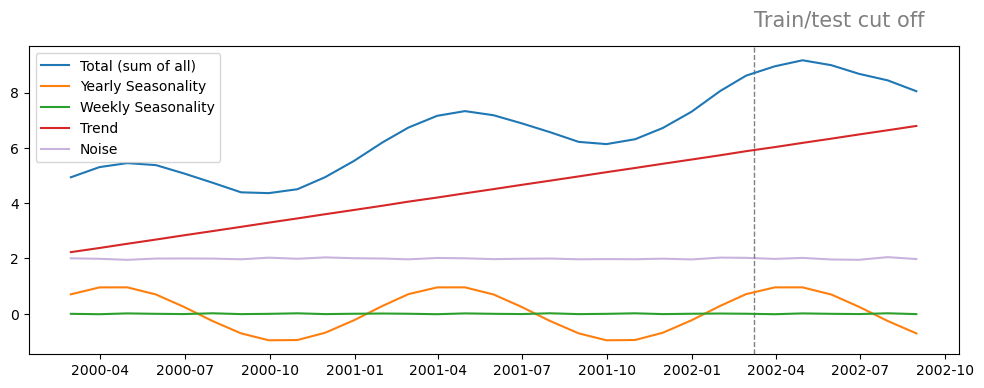 Train/test cut off
Total (sum of all)
Yearly Seasonality
Weekly Seasonality
Trend
Noise
8
6
4
2
0
2000-04 2000-07 2000-10 2001-01 2001-04 2001-07 2001-10 2002-01 2002-04 2002-07 2002-10